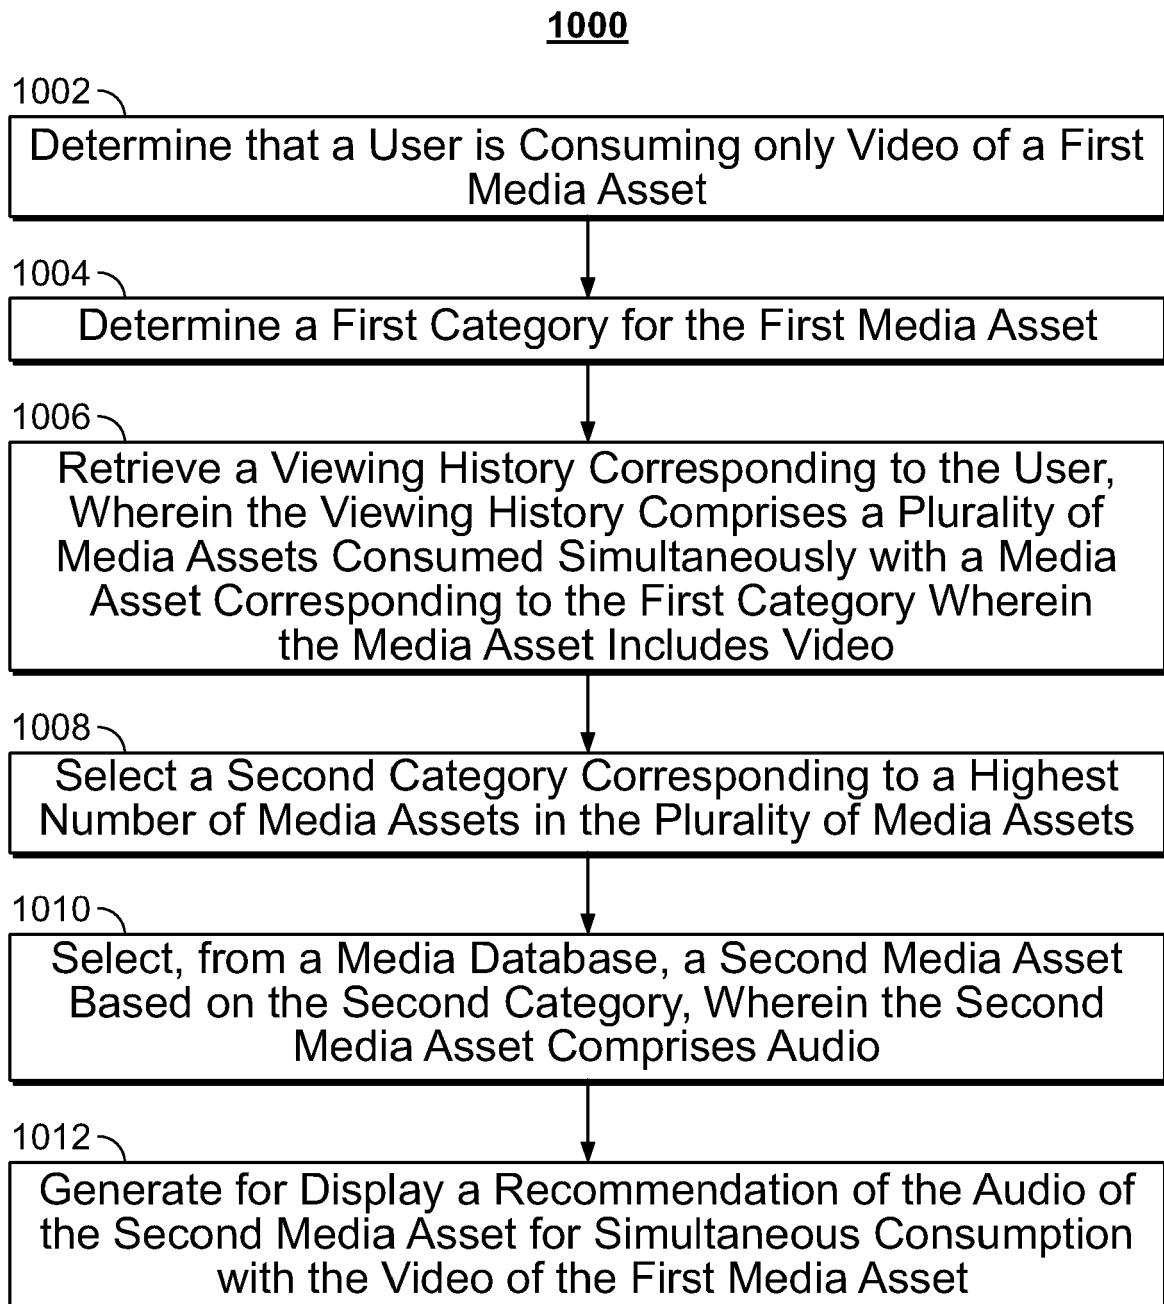 1000
1002
Determine that a User is Consuming only Video of a First
Media Asset
1004
Determine a First Category for the First Media Asset
1006
Retrieve a Viewing History Corresponding to the User,
Wherein the Viewing History Comprises a Plurality of
Media Assets Consumed Simultaneously with a Media
Asset Corresponding to the First Category Wherein
the Media Asset Includes Video
1008
Select a Second Category Corresponding to a Highest
Number of Media Assets in the Plurality of Media Assets
1010
Select, from a Media Database, a Second Media Asset
Based on the Second Category, Wherein the Second
Media Asset Comprises Audio
1012
Generate for Display a Recommendation of the Audio of
the Second Media Asset for Simultaneous Consumption
with the Video of the First Media Asset